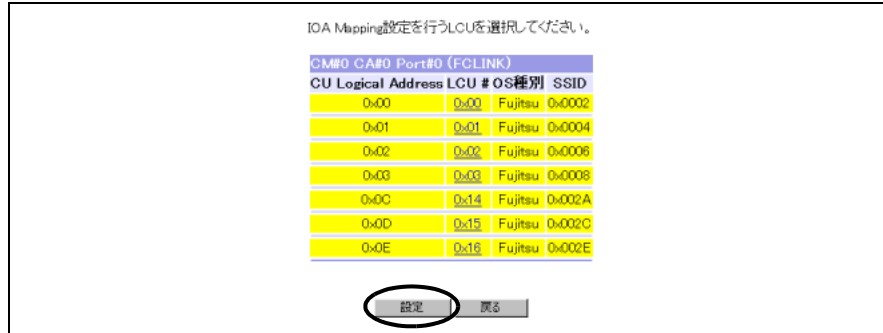 IOA Mapping設定を行うLCUを選択してください。
CM#0 CA#0 Port#0 (FCLINK)
CU Logical Address LCU # OS種別 SSID
0x00 0x00 Fujitsu 0x0002
0x01 0x01 Fujitsu 0x0004
0x02 0x02 Fujitsu 0x0006
0x03 0x03 Fujitsu 0x0008
0x0C 0x14 Fujitsu 0x002A
0x0D 0x15 Fujitsu 0x002C
0x0E 0x16 Fujitsu 0x002E
設定 戻る